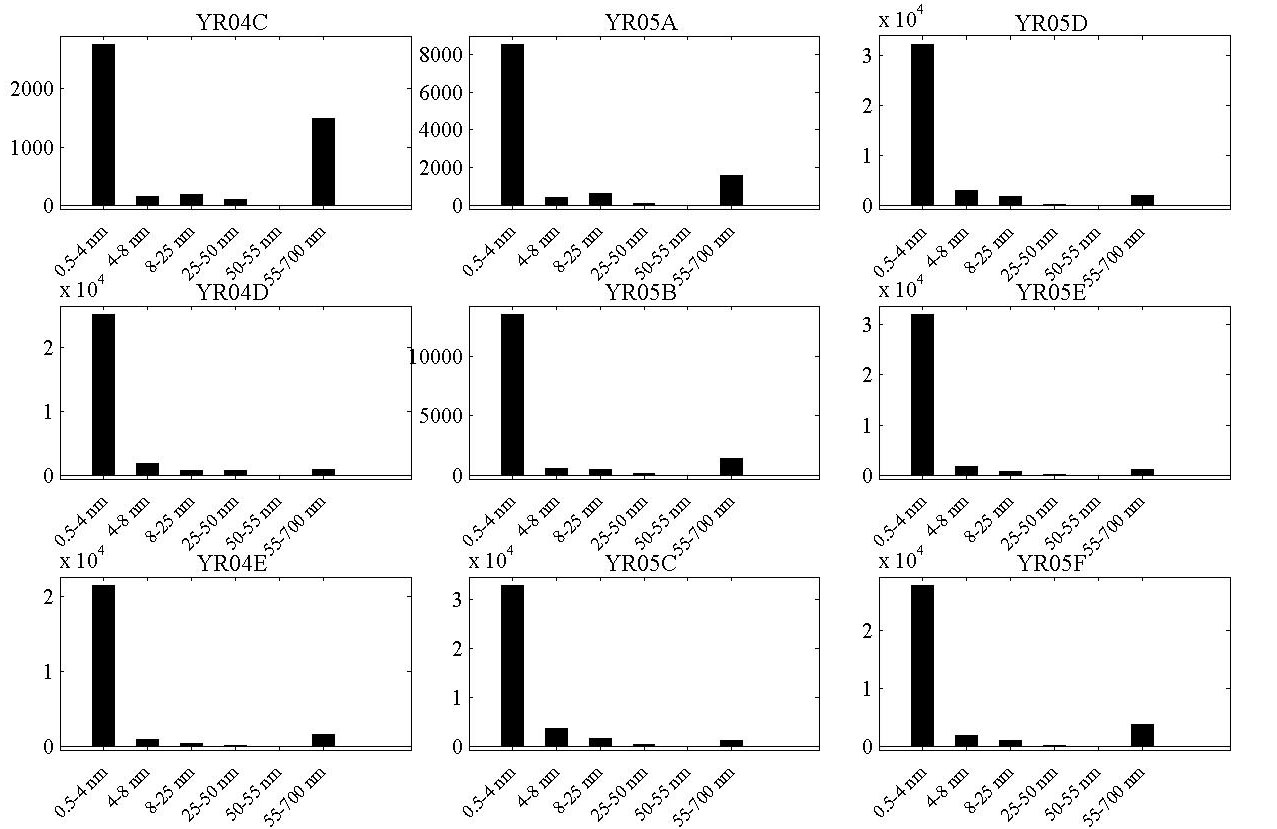 YR04C
2000
1000
0
0.5-4 nm
4-8 nm
8-25 nm
25-50 nm
50-55 nm
55-700 nm
YR05A
8000
6000
4000
2000
0
0.5-4 nm
4-8 nm
8-25 nm
25-50 nm
50-55 nm
55-700 nm
x 10^4
YR05D
3
2
1
0
0.5-4 nm
4-8 nm
8-25 nm
25-50 nm
50-55 nm
55-700 nm
x 10^4
YR04D
2
1
0
0.5-4 nm
4-8 nm
8-25 nm
25-50 nm
50-55 nm
55-700 nm
YR05B
10000
5000
0
0.5-4 nm
4-8 nm
8-25 nm
25-50 nm
50-55 nm
55-700 nm
x 10^4
YR05E
3
2
1
0
0.5-4 nm
4-8 nm
8-25 nm
25-50 nm
50-55 nm
55-700 nm
x 10^4
YR04E
2
1
0
0.5-4 nm
4-8 nm
8-25 nm
25-50 nm
50-55 nm
55-700 nm
x 10^4
YR05C
3
2
1
0
0.5-4 nm
4-8 nm
8-25 nm
25-50 nm
50-55 nm
55-700 nm
x 10^4
YR05F
2
1
0
0.5-4 nm
4-8 nm
8-25 nm
25-50 nm
50-55 nm
55-700 nm